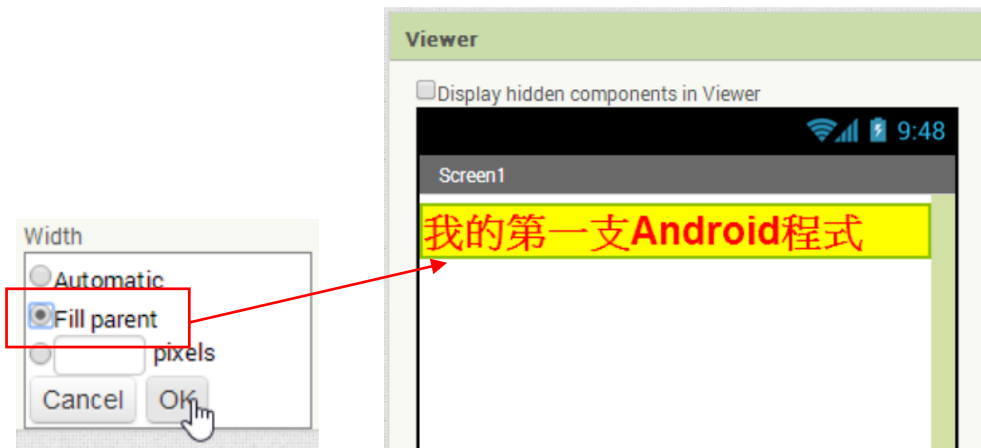 Viewer
Display hidden components in Viewer
9:48
Screen1
我的第一支Android程式
Width
Automatic
Fill parent
pixels
Cancel OK